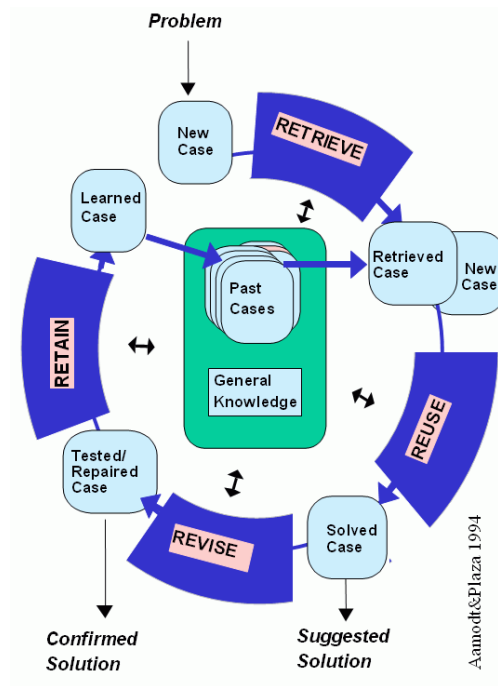 Problem
New
Case
RETRIEVE
Learned
Case
Past
Cases
Retrieved
Case
New
Case
RETAIN
General
Knowledge
REUSE
Tested/
Repaired
Case
REVISE
Solved
Case
Confirmed
Solution
Suggested
Solution
Aamodt&Plaza 1994